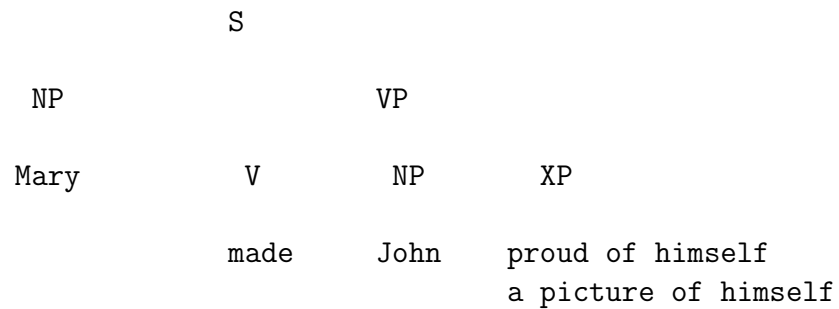 S
NP VP
Mary V NP XP
made John proud of himself
a picture of himself